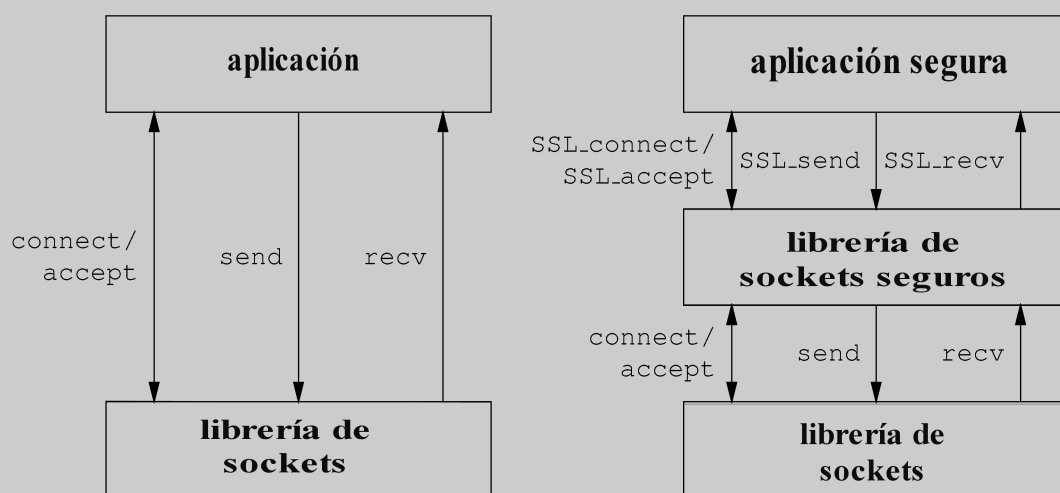 aplicación
connect/
accept
send
recv
librería de
sockets
aplicación segura
SSL_connect/
SSL_accept
SSL_send
SSL_recv
librería de
sockets seguros
connect/
accept
send
recv
librería de
sockets